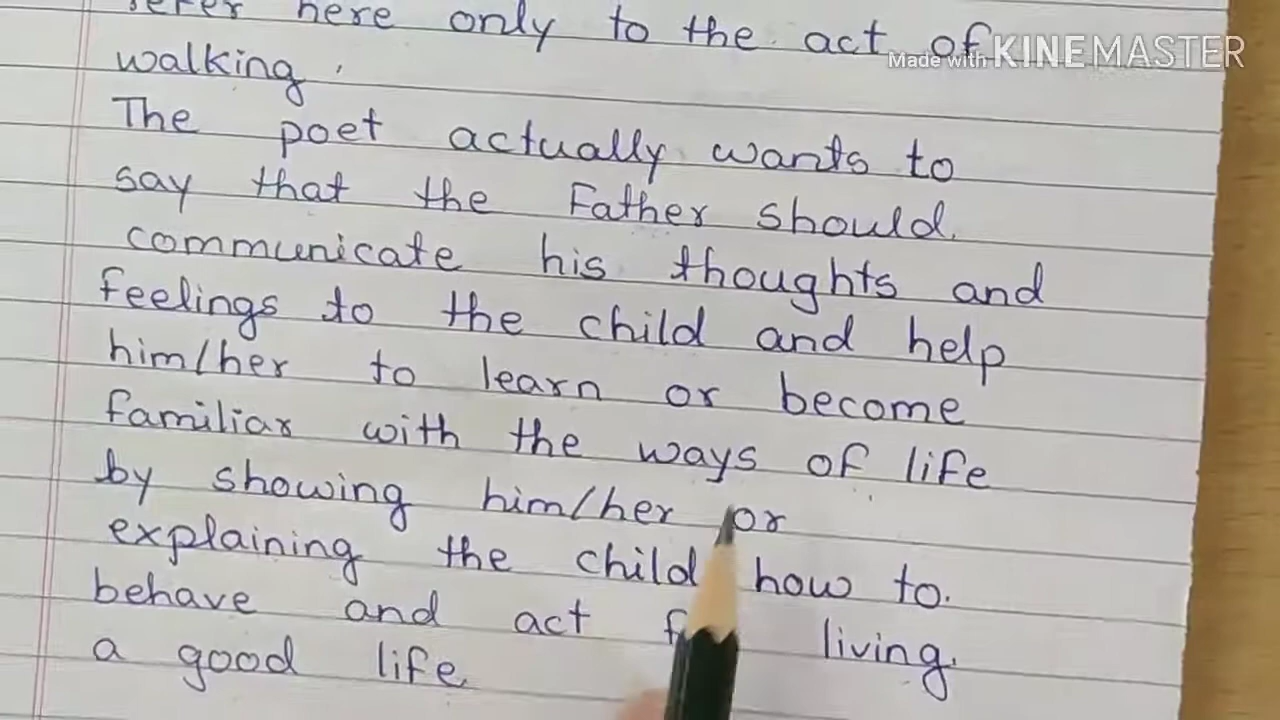 refer here only to the act of
Made with KINEMASTER
walking.
The poet actually wants to
say that the Father should.
communicate his thoughts and
feelings to the child and help
him/her to learn or become
familiar with the ways of life
by showing him/her or
explaining the child how to.
behave and act living.
a good life.